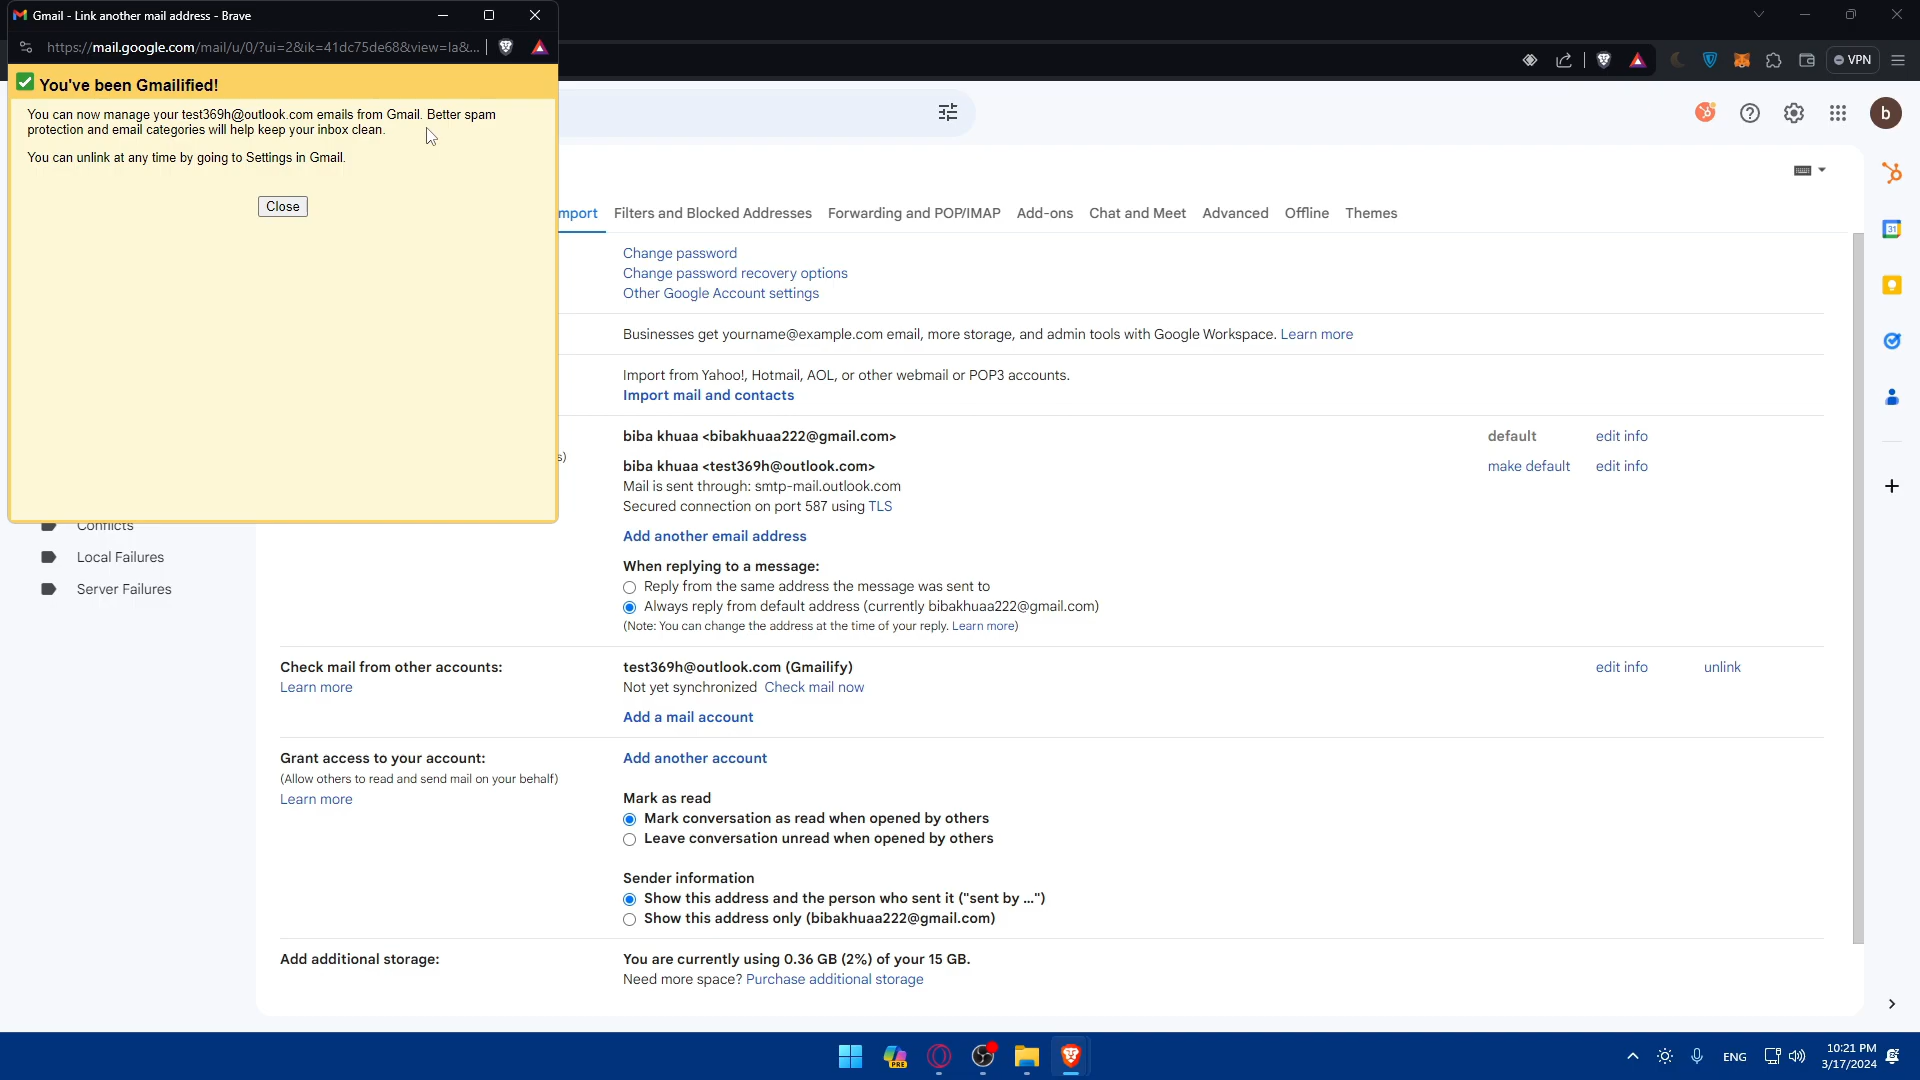 Gmail - Link another mail address - Brave
https://mail.google.com/mail/u/0/?ui=2&ik=41dc75de68&view=la&...
You've been Gmailified!
You can now manage your test369h@outlook.com emails from Gmail. Better spam
protection and email categories will help keep your inbox clean.
You can unlink at any time by going to Settings in Gmail.
Close
VPN
b
mport
Filters and Blocked Addresses
Forwarding and POP/IMAP
Add-ons
Chat and Meet
Advanced
Offline
Themes
Change password
Change password recovery options
Other Google Account settings
Businesses get yourname@example.com email, more storage, and admin tools with Google Workspace. Learn more
Import from Yahoo!, Hotmail, AOL, or other webmail or POP3 accounts.
Import mail and contacts
biba khuaa <bibakhuaa222@gmail.com>
default
edit info
s)
biba khuaa <test369h@outlook.com>
make default
edit info
Mail is sent through: smtp-mail.outlook.com
Secured connection on port 587 using TLS
Add another email address
When replying to a message:
Reply from the same address the message was sent to
Always reply from default address (currently bibakhuaa222@gmail.com)
(Note: You can change the address at the time of your reply. Learn more)
Conflicts
Local Failures
Server Failures
Check mail from other accounts:
Learn more
test369h@outlook.com (Gmailify)
edit info
unlink
Not yet synchronized Check mail now
Add a mail account
Grant access to your account:
(Allow others to read and send mail on your behalf)
Learn more
Add another account
Mark as read
Mark conversation as read when opened by others
Leave conversation unread when opened by others
Sender information
Show this address and the person who sent it ("sent by ...")
Show this address only (bibakhuaa222@gmail.com)
Add additional storage:
You are currently using 0.36 GB (2%) of your 15 GB.
Need more space? Purchase additional storage
31
PRE
ENG
10:21 PM
3/17/2024